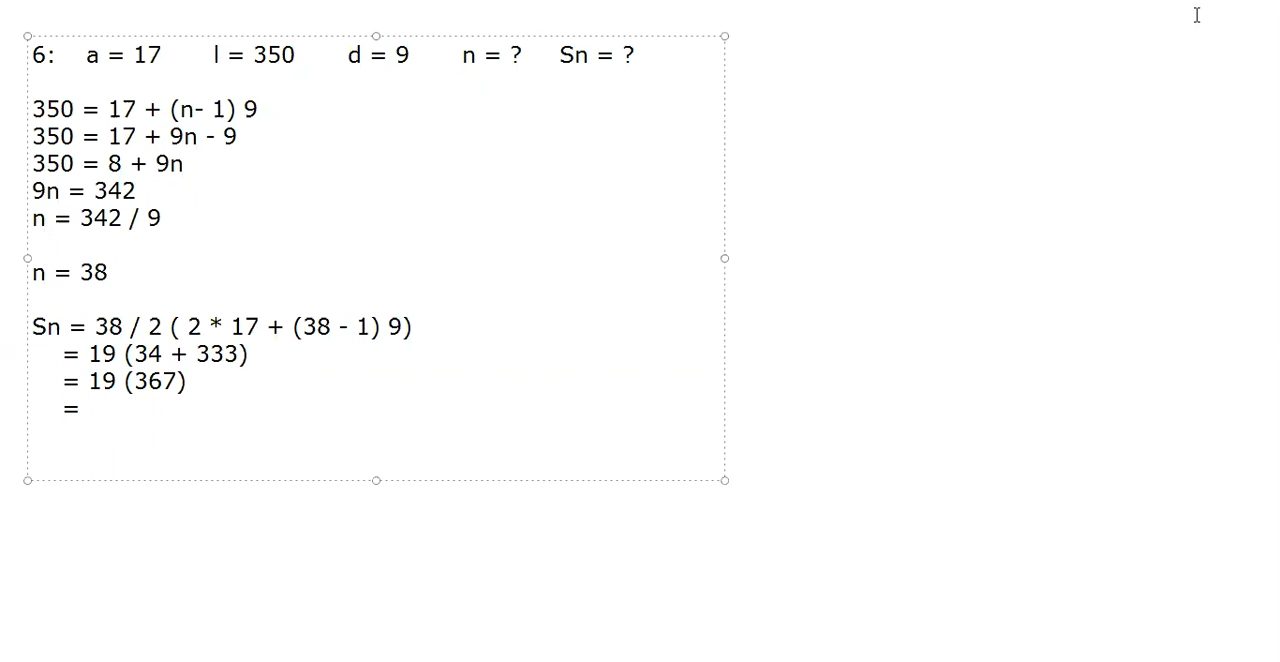 6: a = 17 l = 350 d = 9 n = ? Sn = ?
350 = 17 + (n- 1) 9
350 = 17 + 9n - 9
350 = 8 + 9n
9n = 342
n = 342 / 9
n = 38
Sn = 38 / 2 ( 2 * 17 + (38 - 1) 9)
= 19 (34 + 333)
= 19 (367)
=